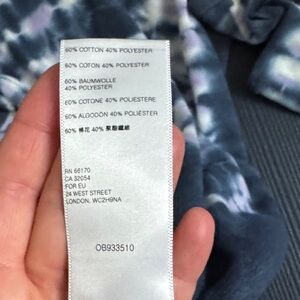 60% COTTON 40% POLYESTER
60% COTON 40% POLYESTER
60% BAUMWOLLE
40% POLYESTER
60% COTONE 40% POLIESTERE
60% ALGODÓN 40% POLIÉSTER
60% 棉花 40% 聚酯纖維
RN 66170
CA 32054
FOR EU
24 WEST STREET
LONDON, WC2H9NA
OB933510